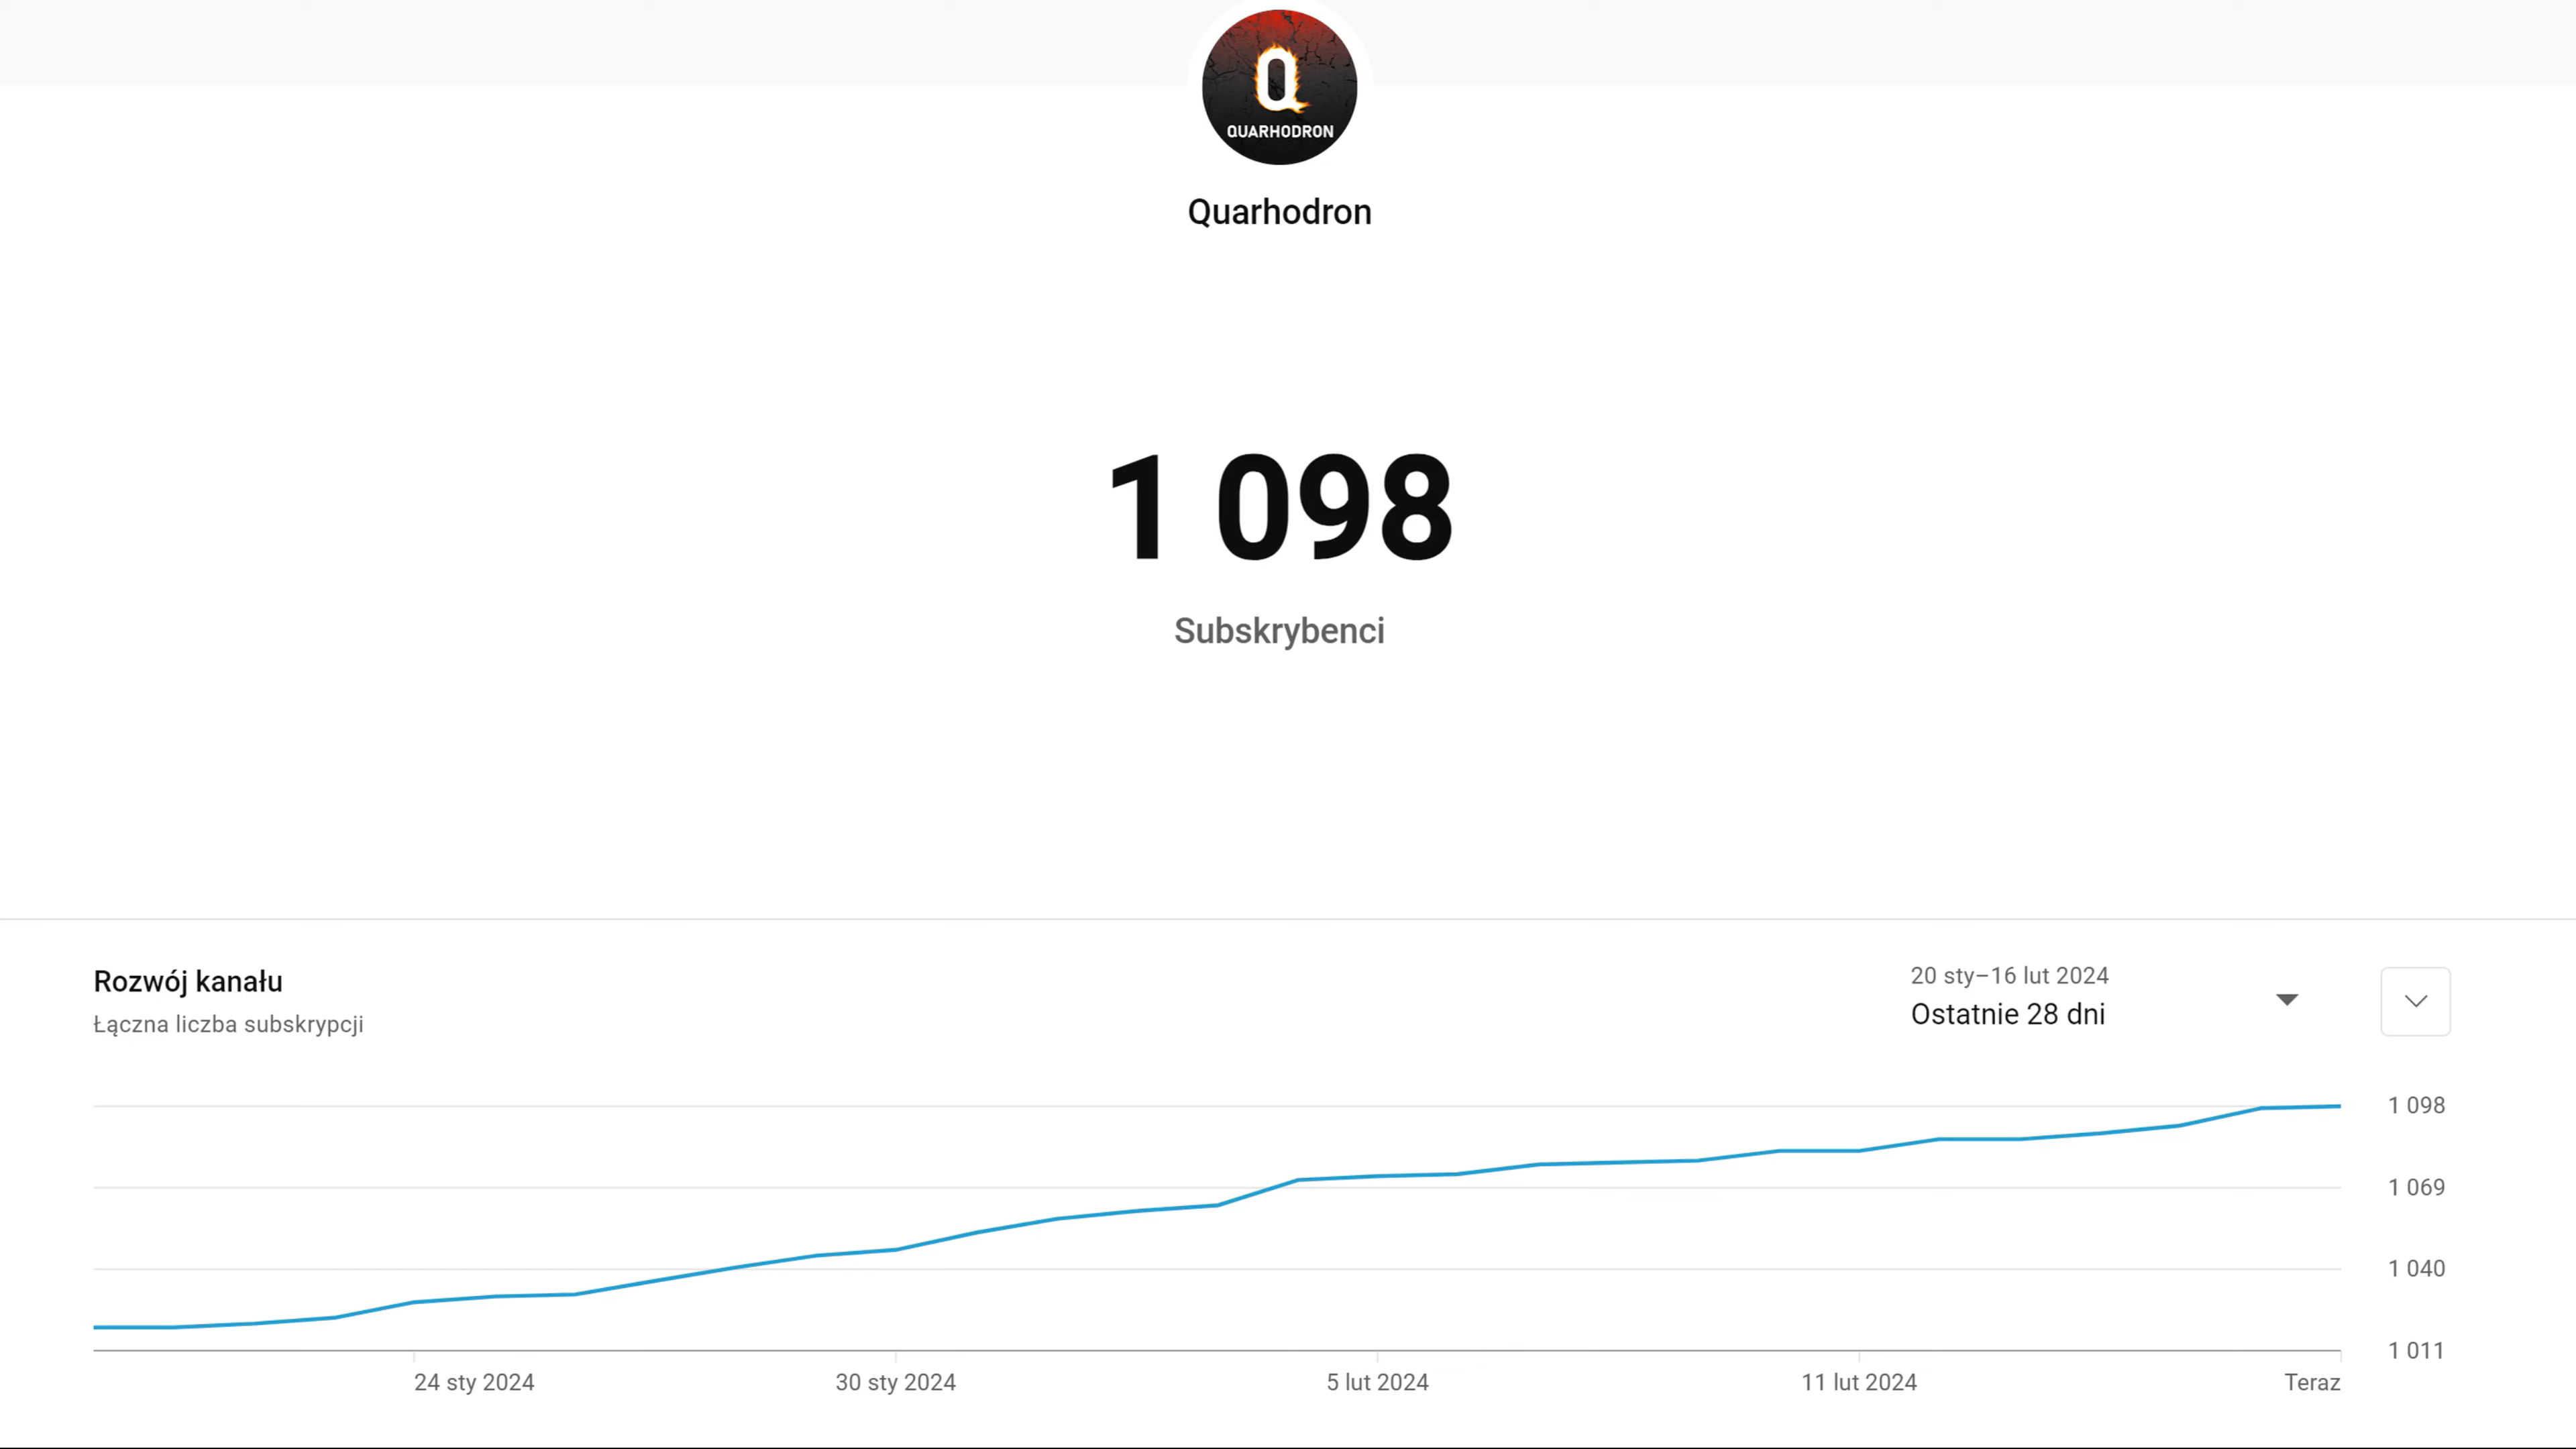 Q
QUARHODRON
Quarhodron
1 098
Subskrybenci
Rozwój kanału
Łączna liczba subskrypcji
20 sty–16 lut 2024
Ostatnie 28 dni
1 098
1 069
1 040
1 011
24 sty 2024
30 sty 2024
5 lut 2024
11 lut 2024
Teraz